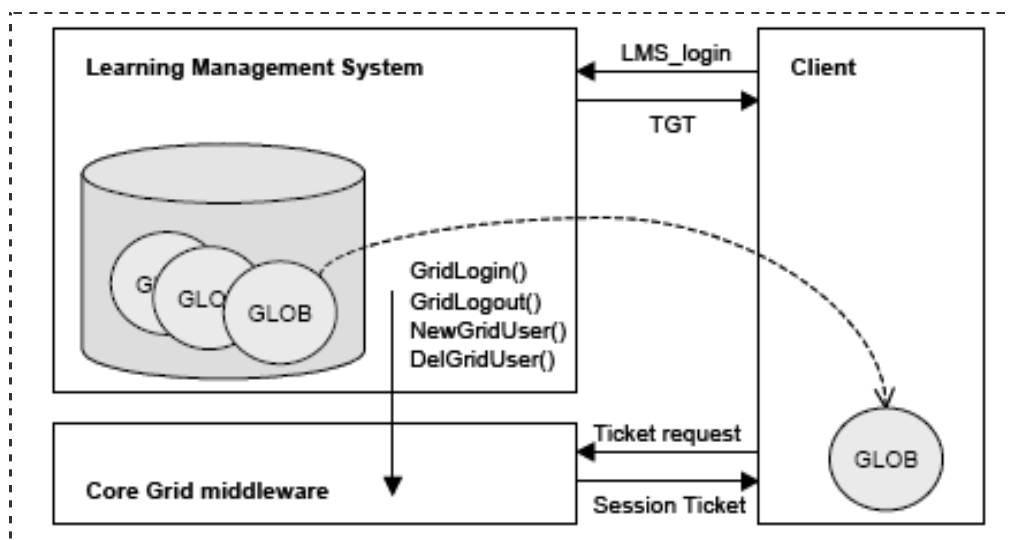 Learning Management System
LMS_login
Client
TGT
GLOB
GridLogin()
GridLogout()
NewGridUser()
DelGridUser()
Ticket request
GLOB
Core Grid middleware
Session Ticket